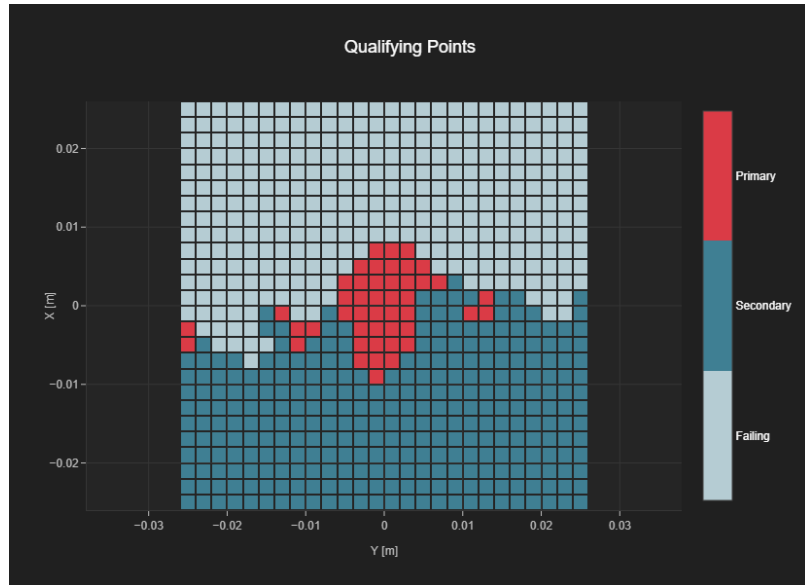 Qualifying Points
0.02
0.01
0
−0.01
−0.02
X [m]
−0.03
−0.02
−0.01
0
0.01
0.02
0.03
Y [m]
Primary
Secondary
Failing